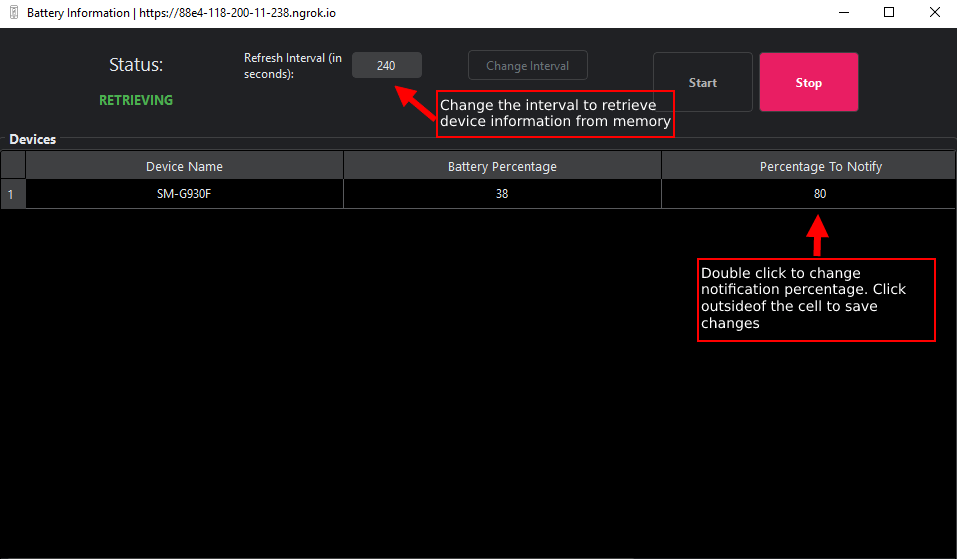 Battery Information | https://88e4-118-200-11-238.ngrok.io
Status:
RETRIEVING
Refresh Interval (in
seconds):
240
Change Interval
Start
Stop
Change the interval to retrieve
device information from memory
Devices
Device Name
Battery Percentage
Percentage To Notify
1
SM-G930F
38
80
Double click to change
notification percentage. Click
outsideof the cell to save
changes